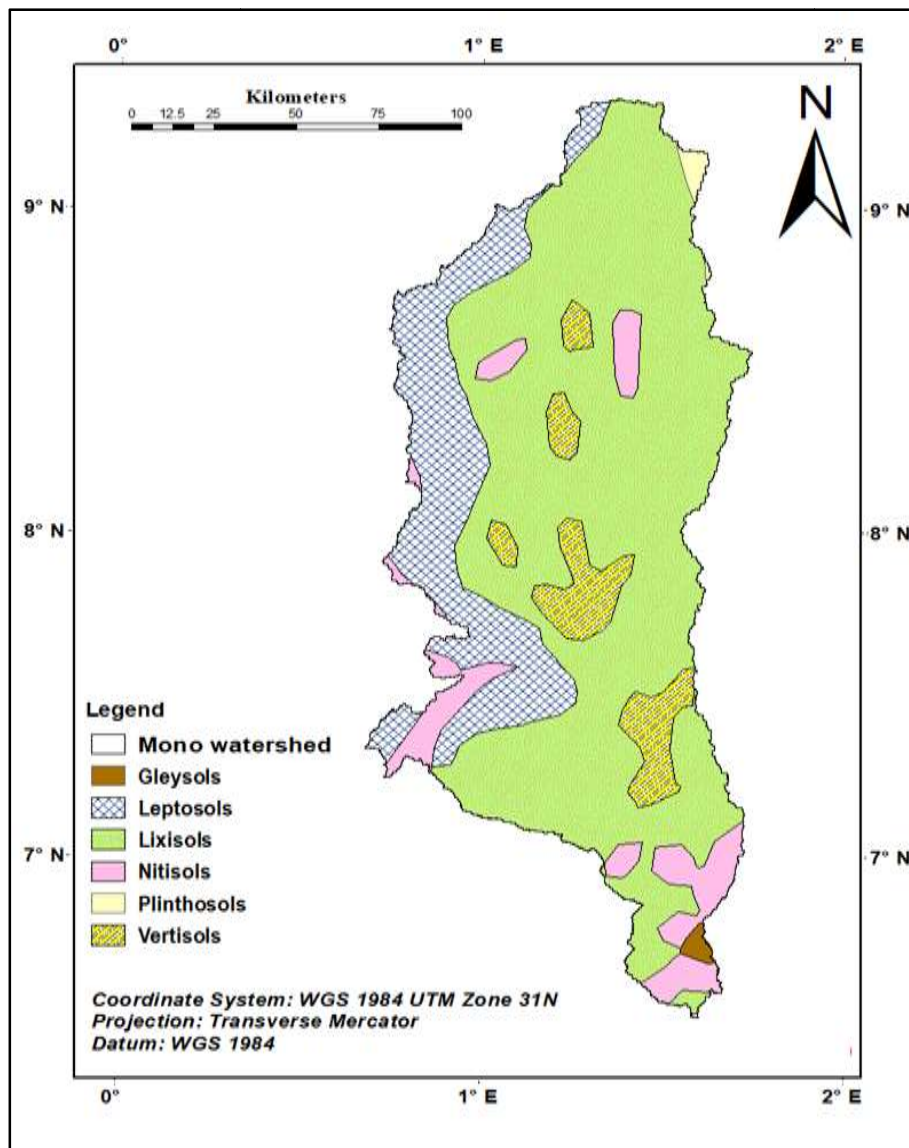 0° 1° E 2° E
Kilometers
0 12.5 25 50 75 100
N
9° N 9° N
8° N 8° N
Legend
Mono watershed
Gleysols
Leptosols
Lixisols
Nitisols
Plinthosols
Vertisols
7° N 7° N
Coordinate System: WGS 1984 UTM Zone 31N
Projection: Transverse Mercator
Datum: WGS 1984
0° 1° E 2° E